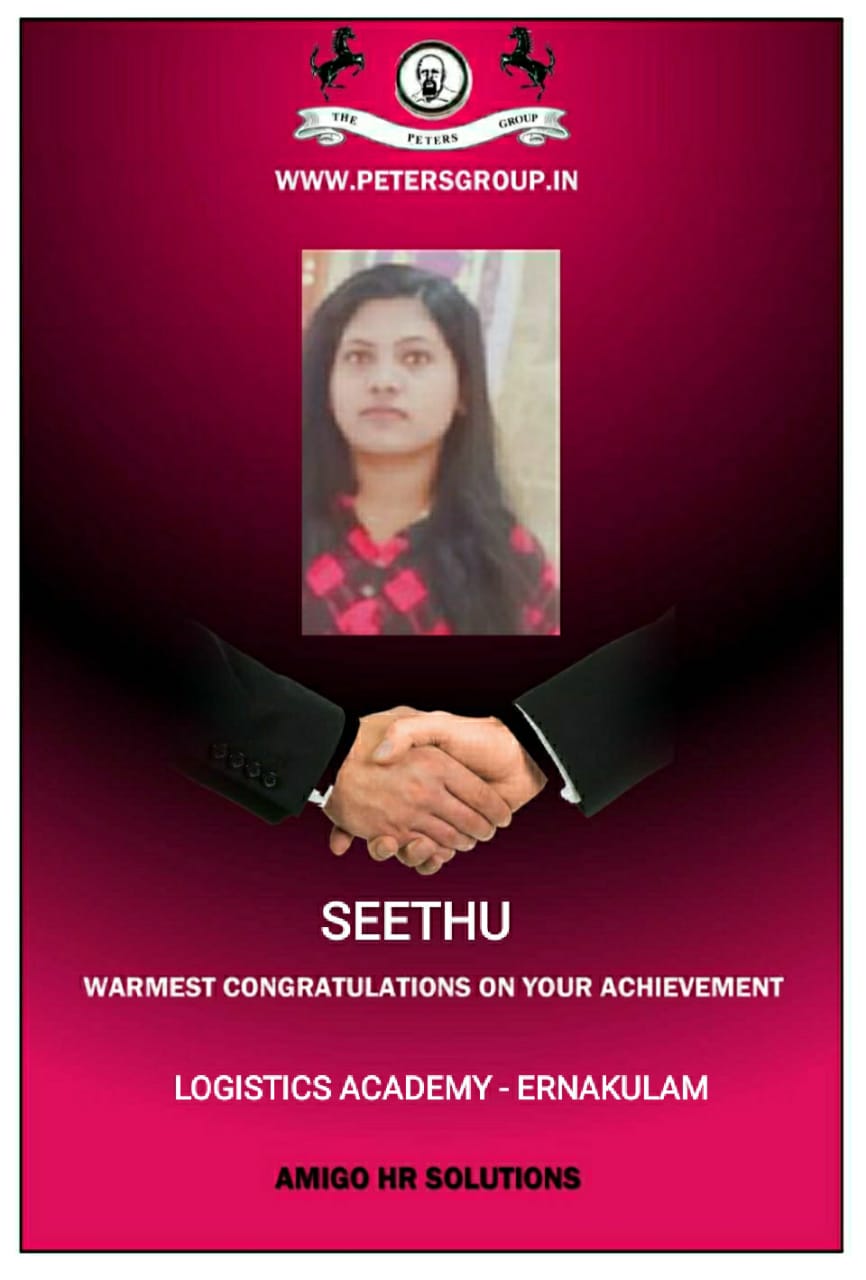 THE PETERS GROUP
WWW.PETERSGROUP.IN
SEETHU
WARMEST CONGRATULATIONS ON YOUR ACHIEVEMENT
LOGISTICS ACADEMY - ERNAKULAM
AMIGO HR SOLUTIONS